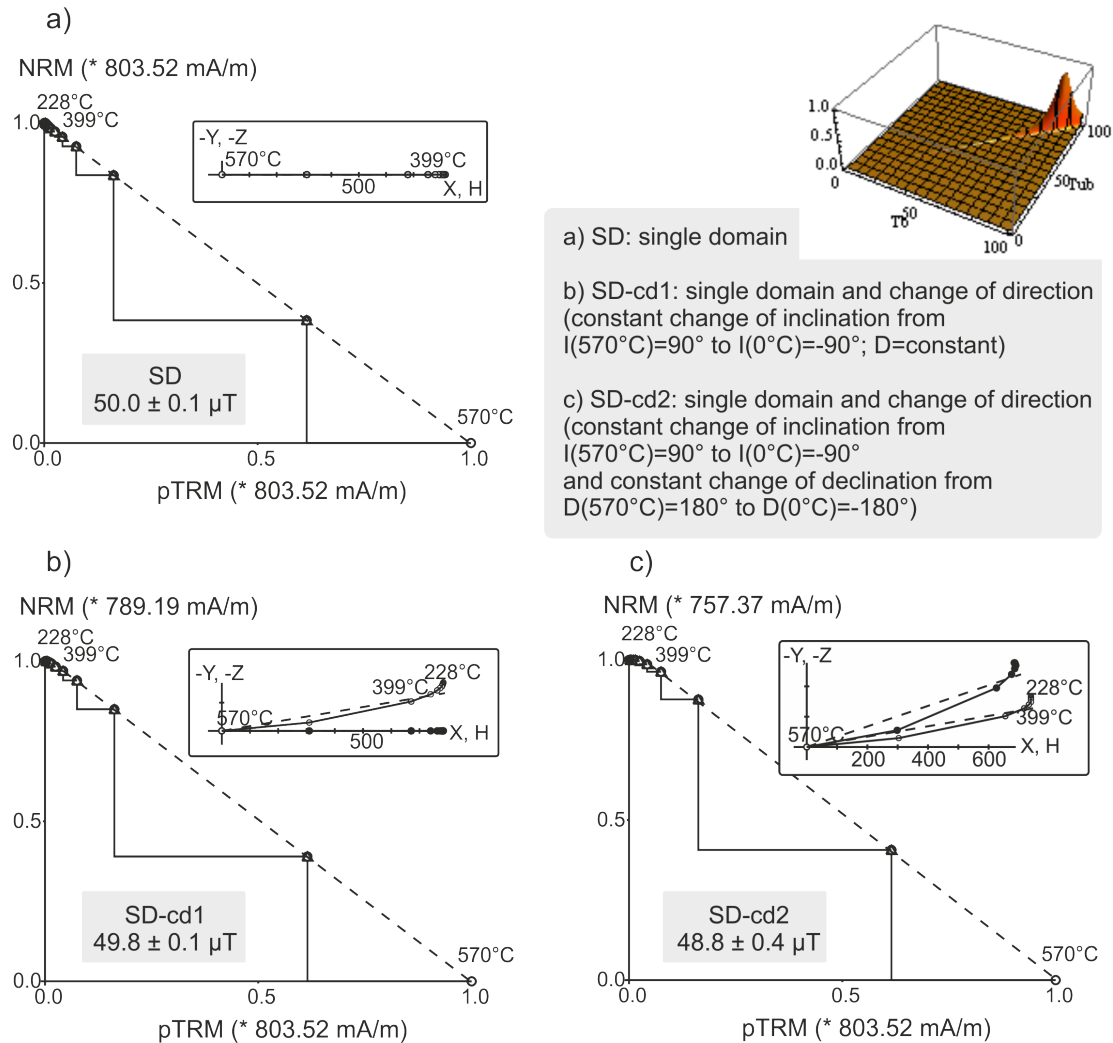 a)
NRM (* 803.52 mA/m)
228°C
399°C
1.0
0.5
0.0
0.0
0.5
1.0
570°C
pTRM (* 803.52 mA/m)
SD
50.0 ± 0.1 µT
-Y, -Z
570°C
399°C
500
X, H
1.0
0.5
0.0
0
50
Tb
100
0
50
Tub
100
a) SD: single domain
b) SD-cd1: single domain and change of direction
(constant change of inclination from
I(570°C)=90° to I(0°C)=-90°; D=constant)
c) SD-cd2: single domain and change of direction
(constant change of inclination from
I(570°C)=90° to I(0°C)=-90°
and constant change of declination from
D(570°C)=180° to D(0°C)=-180°)
b)
NRM (* 789.19 mA/m)
228°C
399°C
1.0
0.5
0.0
0.0
0.5
1.0
570°C
pTRM (* 803.52 mA/m)
SD-cd1
49.8 ± 0.1 µT
-Y, -Z
228°C
399°C
570°C
500
X, H
c)
NRM (* 757.37 mA/m)
228°C
399°C
1.0
0.5
0.0
0.0
0.5
1.0
570°C
pTRM (* 803.52 mA/m)
SD-cd2
48.8 ± 0.4 µT
-Y, -Z
228°C
399°C
570°C
X, H
200
400
600